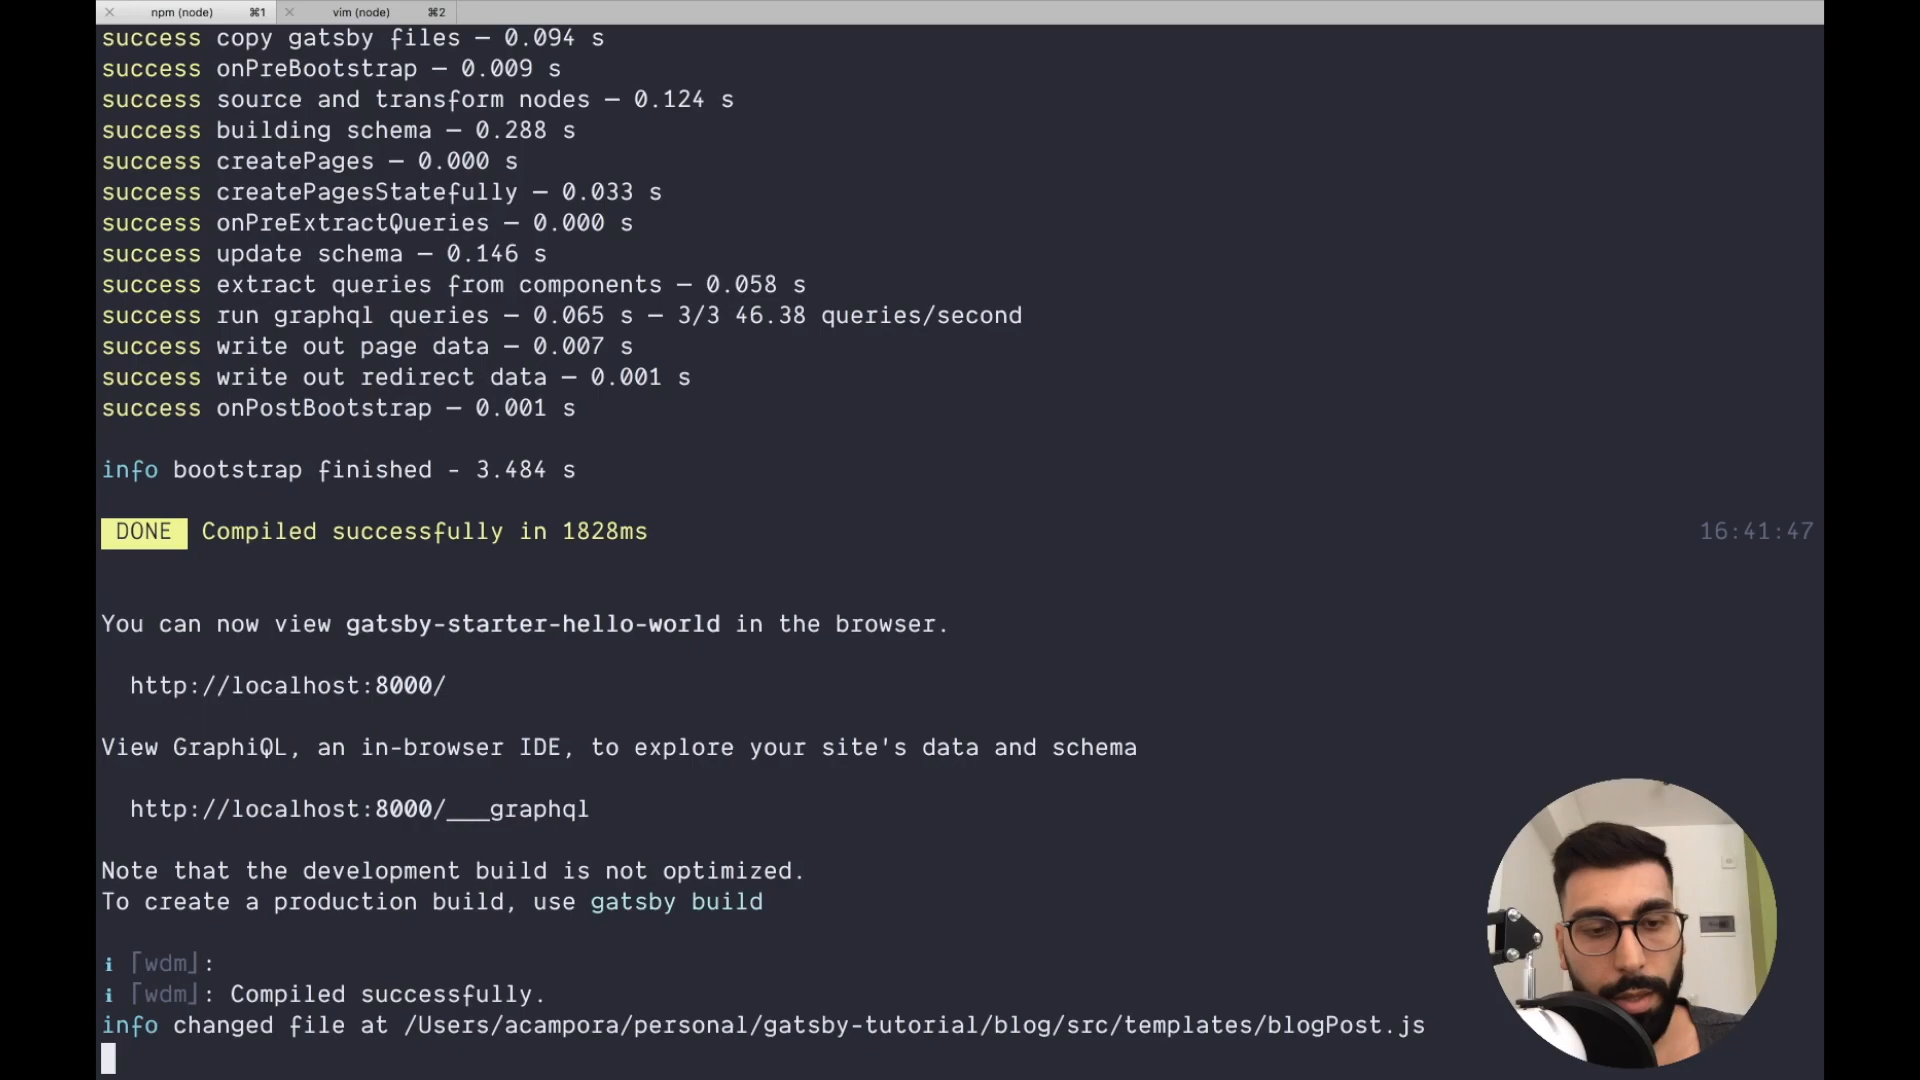 npm (node) ⌘1 vim (node) ⌘2
success copy gatsby files — 0.094 s
success onPreBootstrap — 0.009 s
success source and transform nodes — 0.124 s
success building schema — 0.288 s
success createPages — 0.000 s
success createPagesStatefully — 0.033 s
success onPreExtractQueries — 0.000 s
success update schema — 0.146 s
success extract queries from components — 0.058 s
success run graphql queries — 0.065 s — 3/3 46.38 queries/second
success write out page data — 0.007 s
success write out redirect data — 0.001 s
success onPostBootstrap — 0.001 s
info bootstrap finished - 3.484 s
DONE Compiled successfully in 1828ms 16:41:47
You can now view gatsby-starter-hello-world in the browser.
http://localhost:8000/
View GraphiQL, an in-browser IDE, to explore your site's data and schema
http://localhost:8000/___graphql
Note that the development build is not optimized.
To create a production build, use gatsby build
ℹ ｢wdm｣:
ℹ ｢wdm｣: Compiled successfully.
info changed file at /Users/acampora/personal/gatsby-tutorial/blog/src/templates/blogPost.js